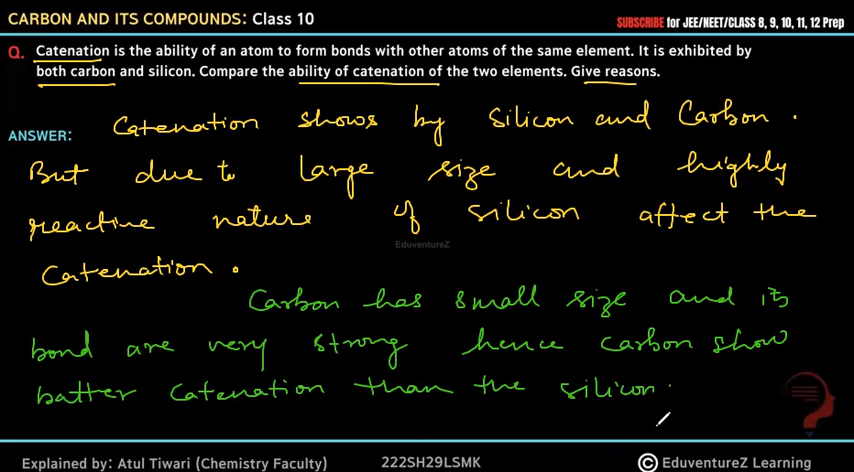 CARBON AND ITS COMPOUNDS: Class 10
SUBSCRIBE for JEE/NEET/CLASS 8, 9, 10, 11, 12 Prep
Q. Catenation is the ability of an atom to form bonds with other atoms of the same element. It is exhibited by
both carbon and silicon. Compare the ability of catenation of the two elements. Give reasons.
ANSWER: Catenation shows by Silicon and Carbon.
But due to large size and highly
reactine nature of silicon affect the
Catenation.
EduventureZ
Carbon has small size and its
bond are very strong hence carbon show
batter catenation than the silicon.
Explained by: Atul Tiwari (Chemistry Faculty)
222SH29LSMK
© EduventureZ Learning